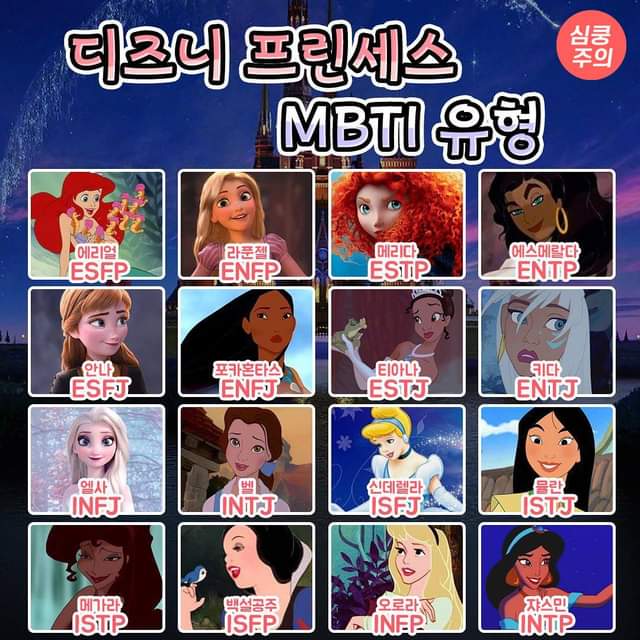 디즈니 프린세스
심쿵
주의
MBTI 유형
에리얼
ESFP
라푼젤
ENFP
메리다
ESTP
에스메랄다
ENTP
안나
ESFJ
포카혼타스
ENFJ
티아나
ESTJ
키다
ENTJ
엘사
INFJ
벨
INTJ
신데렐라
ISFJ
뮬란
ISTJ
메가라
ISTP
백설공주
ISFP
오로라
INFP
쟈스민
INTP